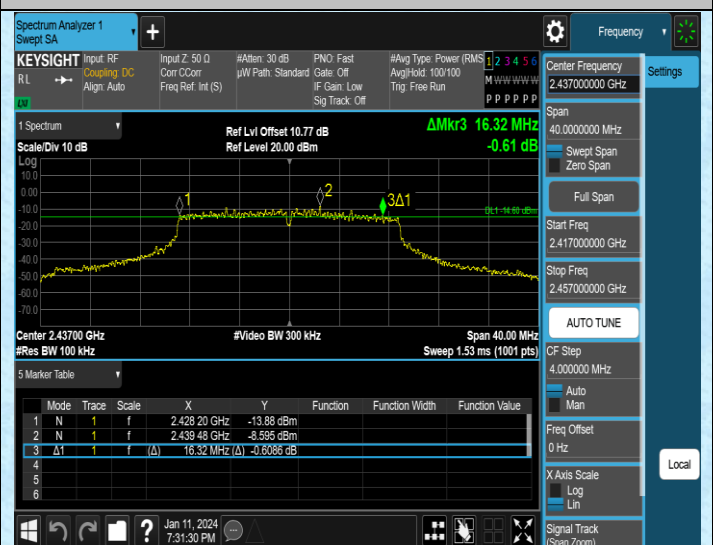 Spectrum Analyzer 1
Swept SA
+
Frequency
KEYSIGHT
RL
LXI
Input: RF
Coupling: DC
Align: Auto
Input Z: 50 Ω
Corr CCorr
Freq Ref: Int (S)
#Atten: 30 dB
µW Path: Standard
PNO: Fast
Gate: Off
IF Gain: Low
Sig Track: Off
#Avg Type: Power (RMS
Avg|Hold: 100/100
Trig: Free Run
1 2 3 4 5 6
M W W W W W
P P P P P P
1 Spectrum
Scale/Div 10 dB
Ref Lvl Offset 10.77 dB
Ref Level 20.00 dBm
ΔMkr3 16.32 MHz
-0.61 dB
Log
10.0
0.00
-10.0
-20.0
-30.0
-40.0
-50.0
-60.0
-70.0
1
2
3Δ1
DL1 -14.60 dBm
Center 2.43700 GHz
#Res BW 100 kHz
#Video BW 300 kHz
Span 40.00 MHz
Sweep 1.53 ms (1001 pts)
5 Marker Table
Mode Trace Scale X Y Function Function Width Function Value
1 N 1 f 2.428 20 GHz -13.88 dBm
2 N 1 f 2.439 48 GHz -8.595 dBm
3 Δ1 1 f (Δ) 16.32 MHz (Δ) -0.6086 dB
4
5
6
?
Jan 11, 2024
7:31:30 PM
Center Frequency
2.437000000 GHz
Span
40.0000000 MHz
Swept Span
Zero Span
Full Span
Start Freq
2.417000000 GHz
Stop Freq
2.457000000 GHz
AUTO TUNE
CF Step
4.000000 MHz
Auto
Man
Freq Offset
0 Hz
X Axis Scale
Log
Lin
Signal Track
(Span Zoom)
Settings
Local